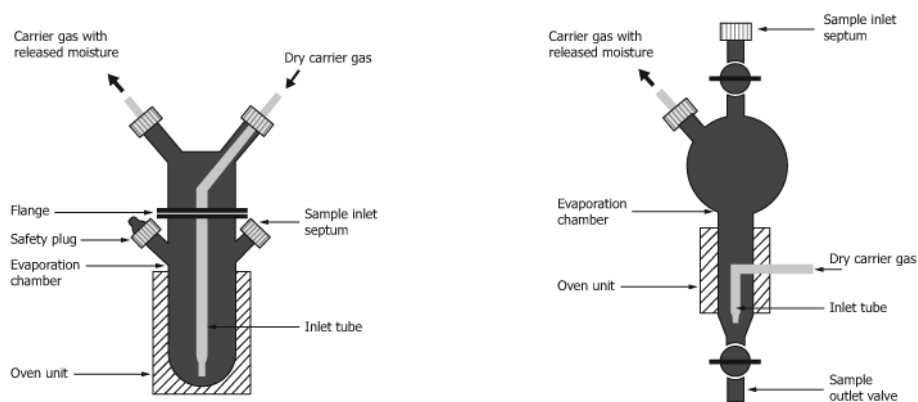 Carrier gas with
released moisture
Dry carrier gas
Flange
Safety plug
Evaporation
chamber
Oven unit
Sample inlet
septum
Inlet tube
Sample inlet
septum
Carrier gas with
released moisture
Evaporation
chamber
Oven unit
Dry carrier gas
Inlet tube
Sample
outlet valve